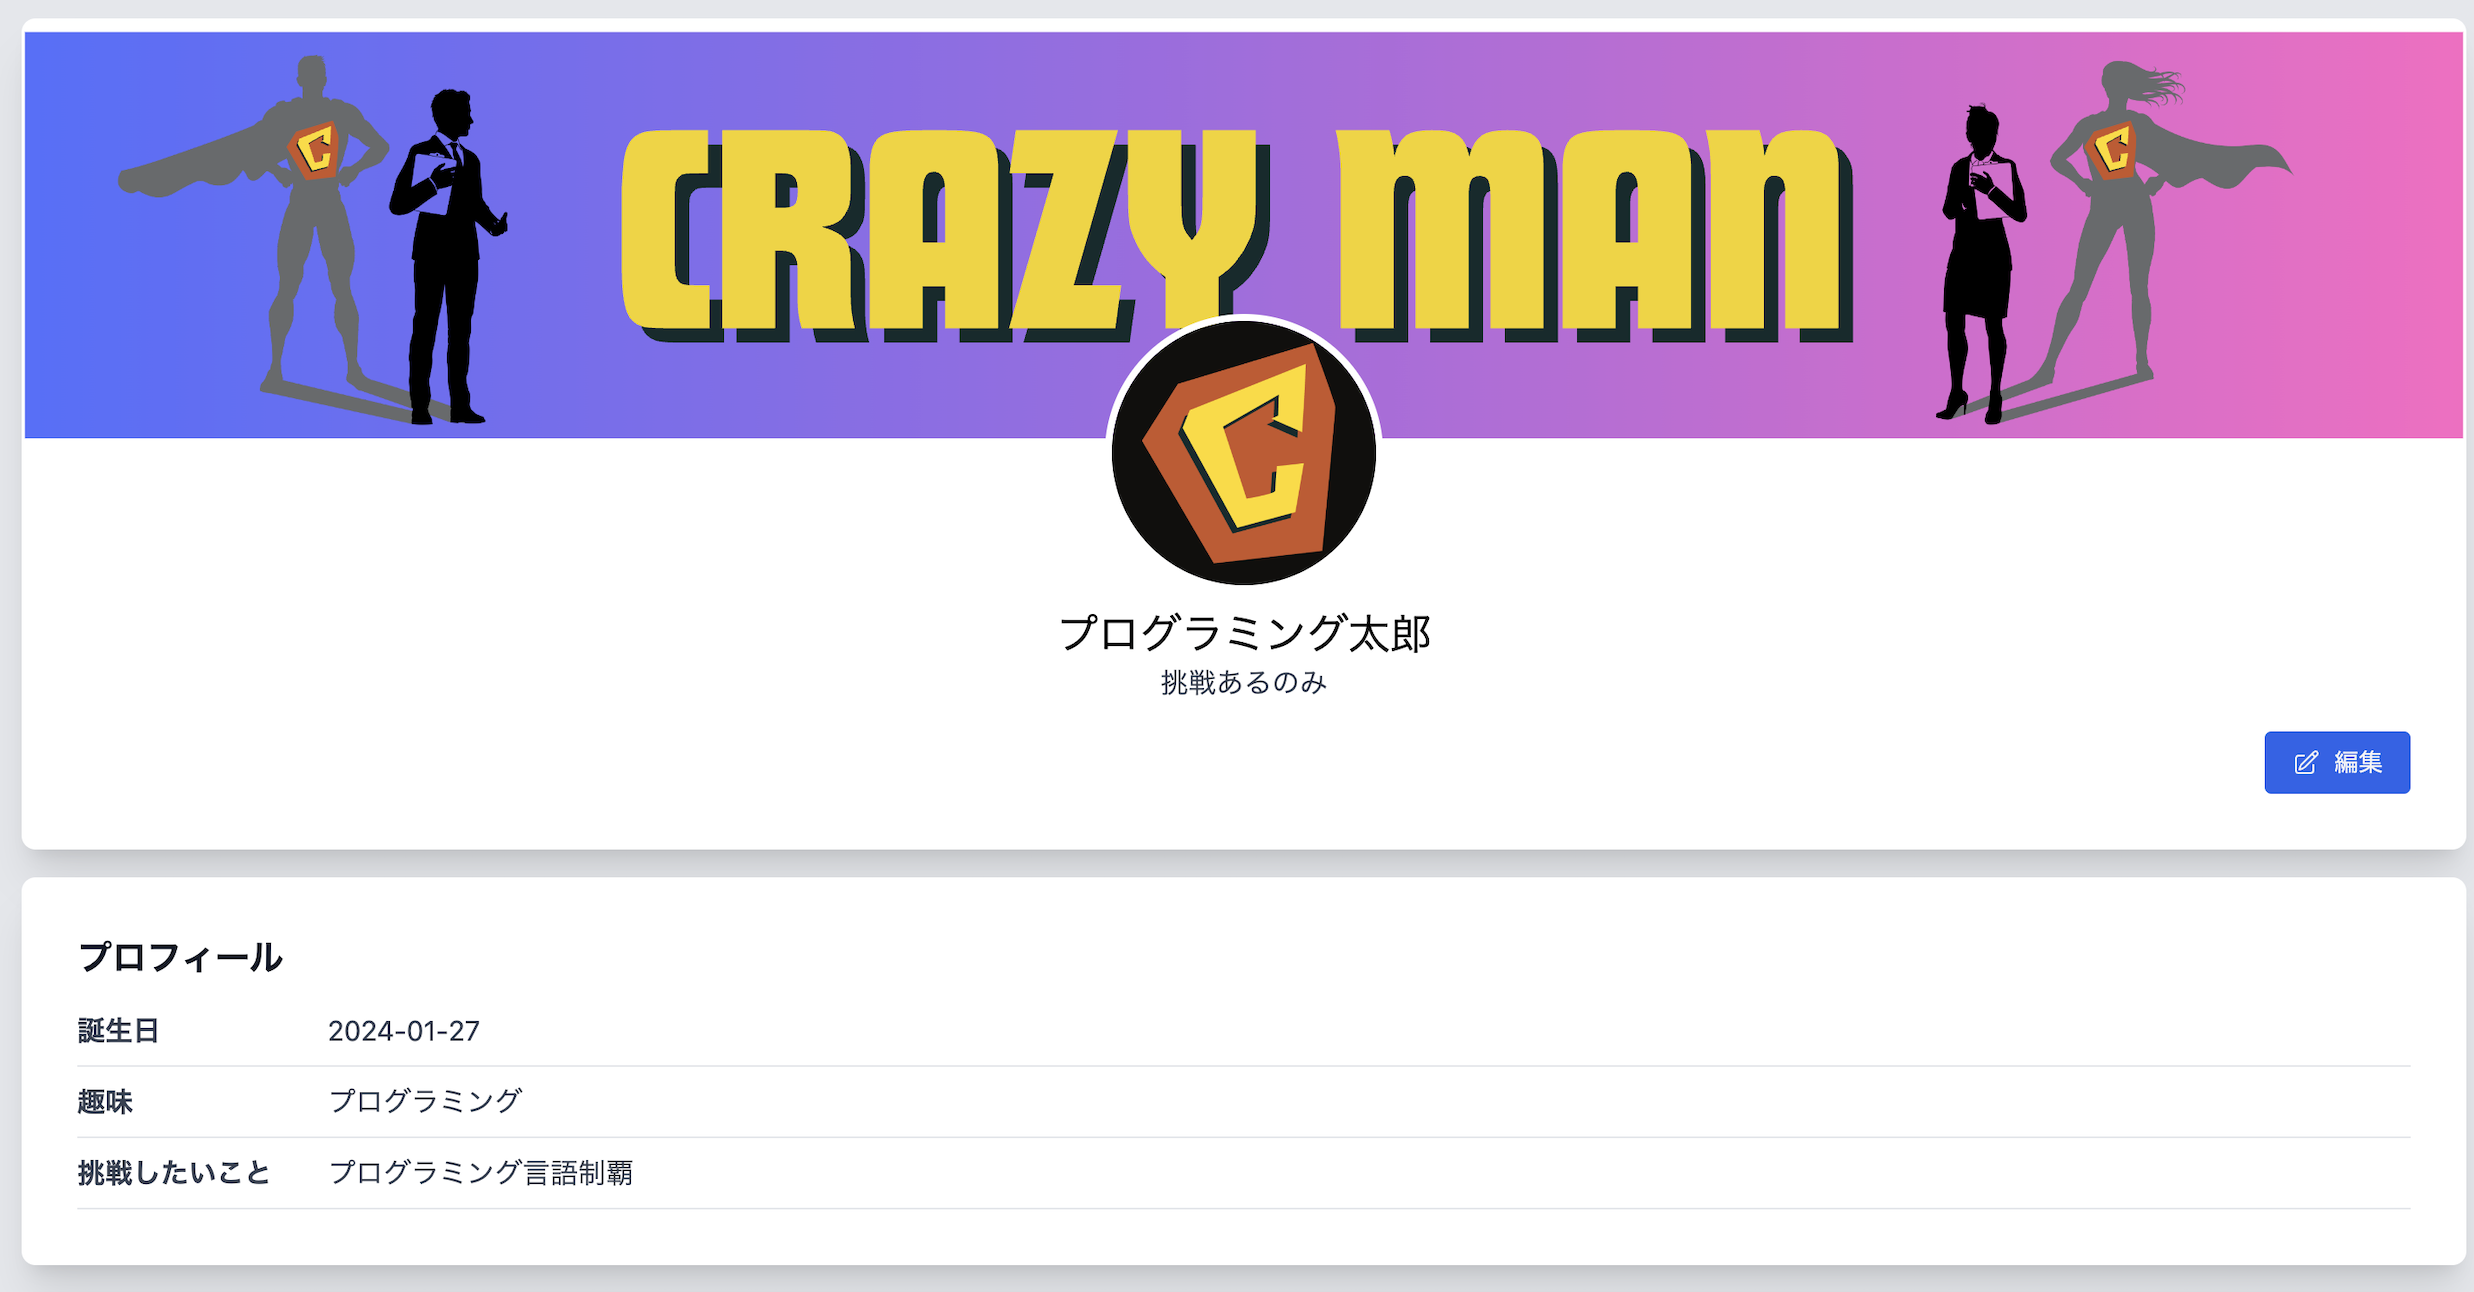 CRAZY MAN
C
C
C
プログラミング太郎
挑戦あるのみ
編集
プロフィール
誕生日 2024-01-27
趣味 プログラミング
挑戦したいこと プログラミング言語制覇